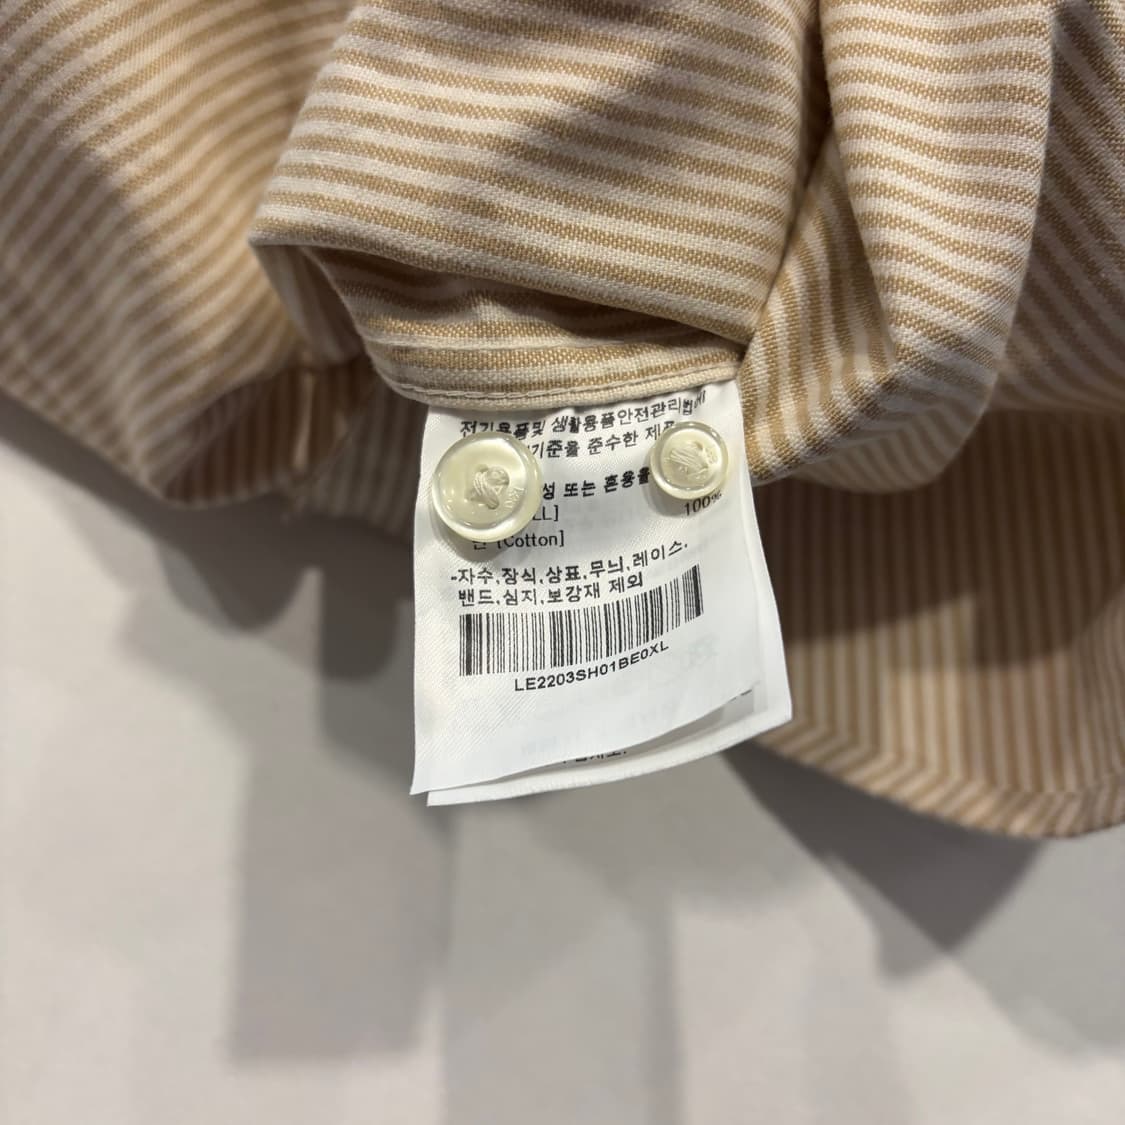 전기용품및 생활용품안전관리법에
기준을 준수한 제품
성 또는 혼용율
LL]
100%
면 [Cotton]
-자수,장식,상표,무늬,레이스,
밴드,심지,보강재 제외
LE2203SH01BE0XL